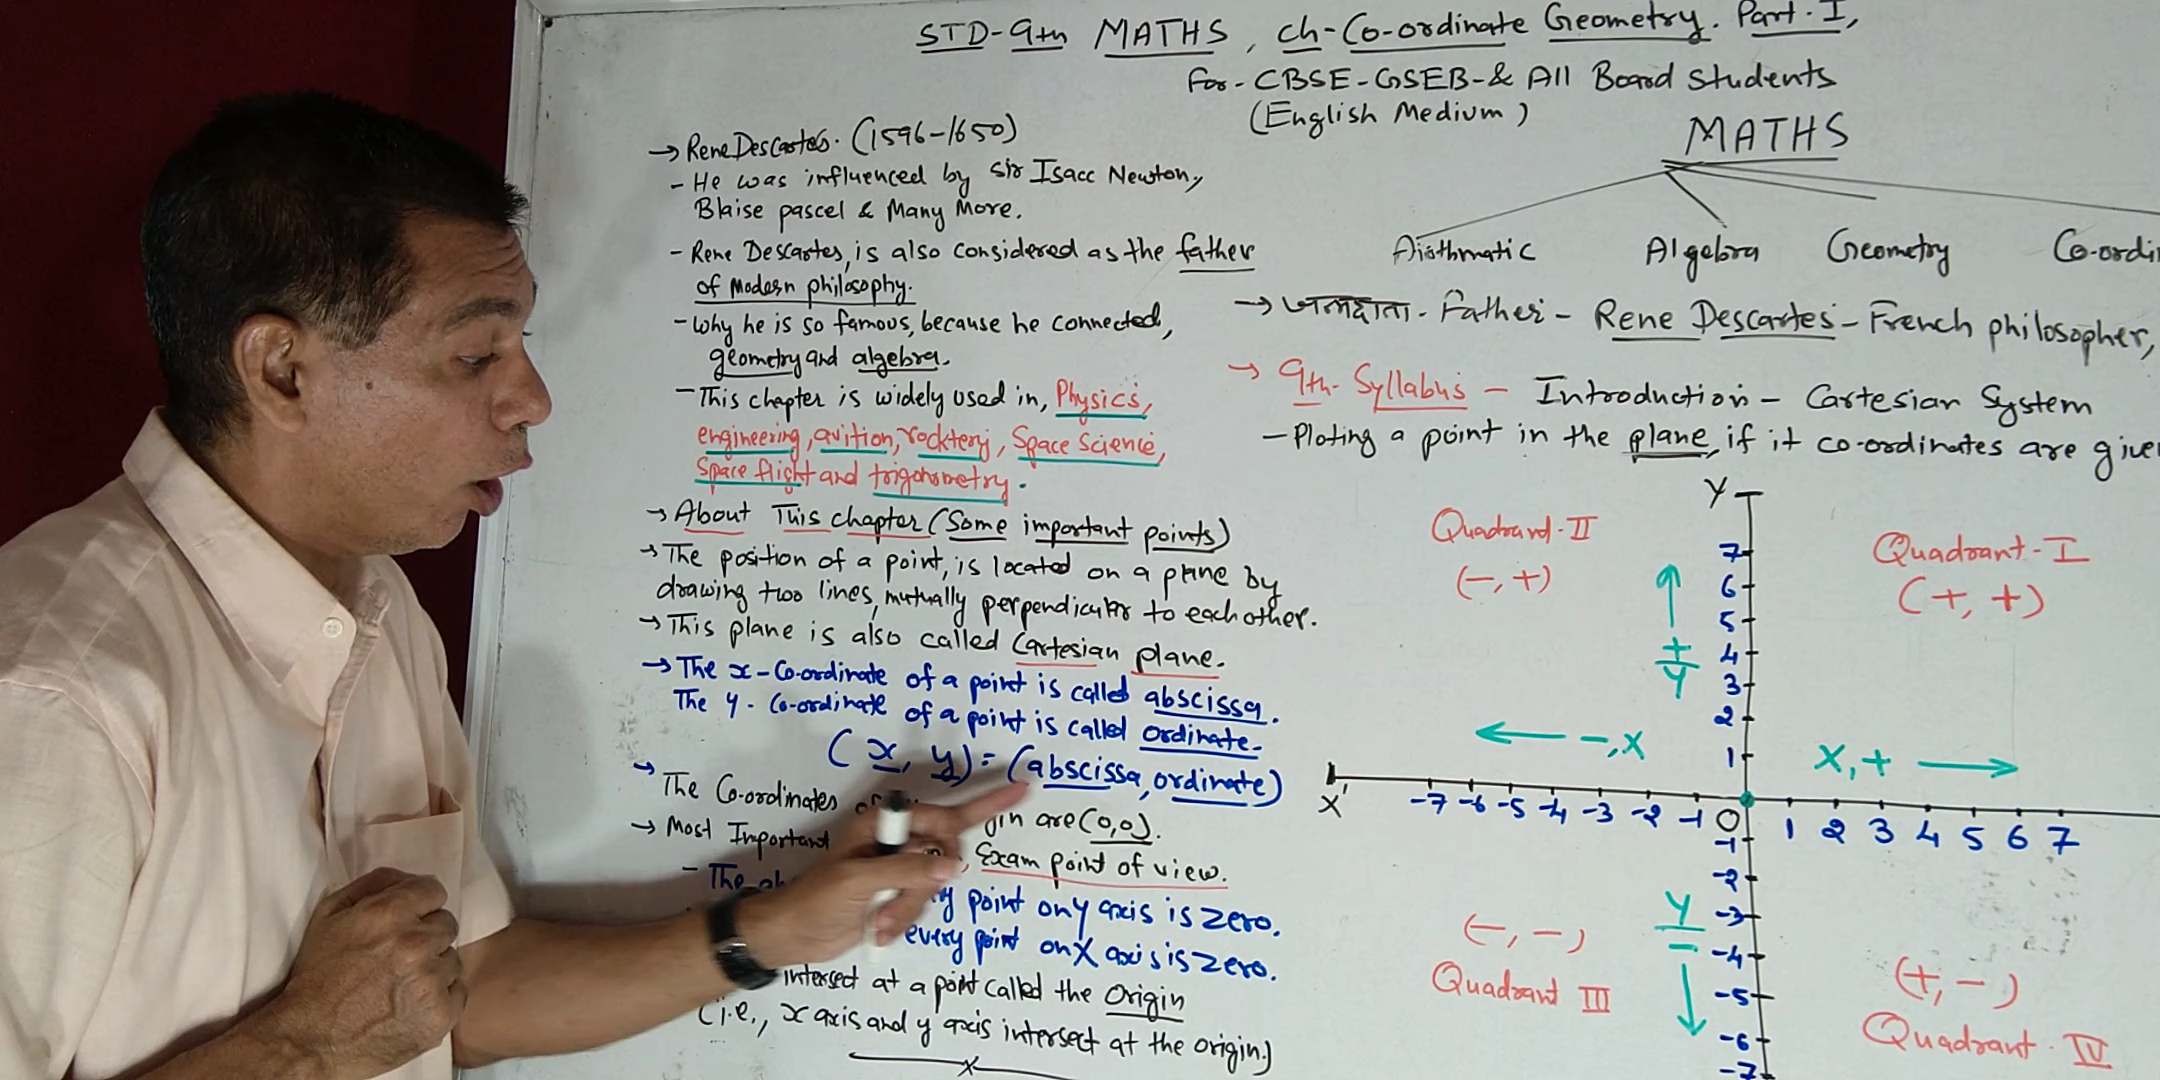 STD-9th MATHS, ch-Co-ordinate Geometry. Part-I,
For-CBSE-GSEB-& All Board Students
(English Medium)
→ Rene Descartes. (1596-1650)
- He was influenced by sir Isacc Newton,
Blaise pascel & Many More.
- Rene Descartes, is also considered as the father
of Modern philosophy.
- Why he is so famous, because he connected,
geometry and algebra.
- This chapter is widely used in, Physics,
engineering, avition, rocktery, Space Science,
Space flight and trigonometry.
→ About This chapter (Some important points)
→ The position of a point, is located on a plane by
drawing two lines, mutually perpendicular to each other.
→ This plane is also called Cartesian plane.
→ The x-Co-ordinate of a point is called abscissa.
The y-Co-ordinate of a point is called ordinate.
(x, y) = (abscissa, ordinate)
→ The Co-ordinates of gin are (0,0).
→ Most Important , Exam point of view.
- The point on y axis is zero.
every point on X axis is zero.
intersect at a point called the Origin
(i.e., x axis and y axis intersect at the origin)
x
MATHS
Airthmatic Algebra Geometry Co-ordi
→ जन्मदाता - Father - Rene Descartes - French philosopher,
→ 9th-Syllabus - Introduction - Cartesian System
- Ploting a point in the plane, if it co-ordinates are give
Y
Quadrand-II
(-, +)
Quadrant-I
(+, +)
7
6
5
4
3
2
1
+
Y
←-,X
X,+ →
X'
-7 -6 -5 -4 -3 -2 -1 0 1 2 3 4 5 6 7
-1
-2
-3
-4
-5
-6
-7
Y
-
(-, -)
Quadrant III
(+, -)
Quadrant-IV